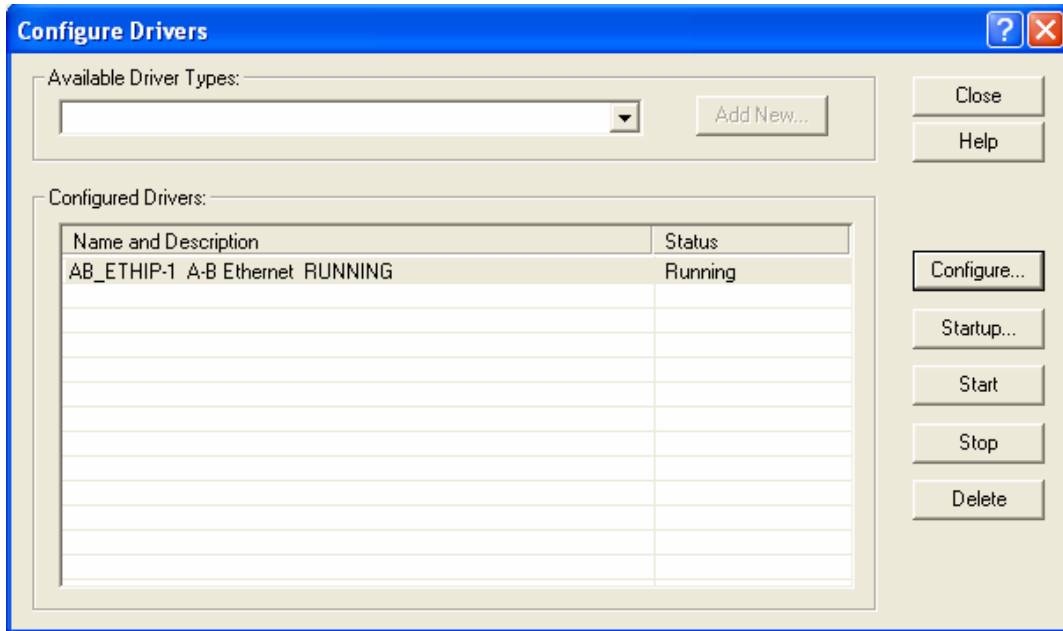 Configure Drivers
Available Driver Types:
Add New...
Close
Help
Configured Drivers:
Name and Description Status
AB_ETHIP-1 A-B Ethernet RUNNING Running
Configure...
Startup...
Start
Stop
Delete